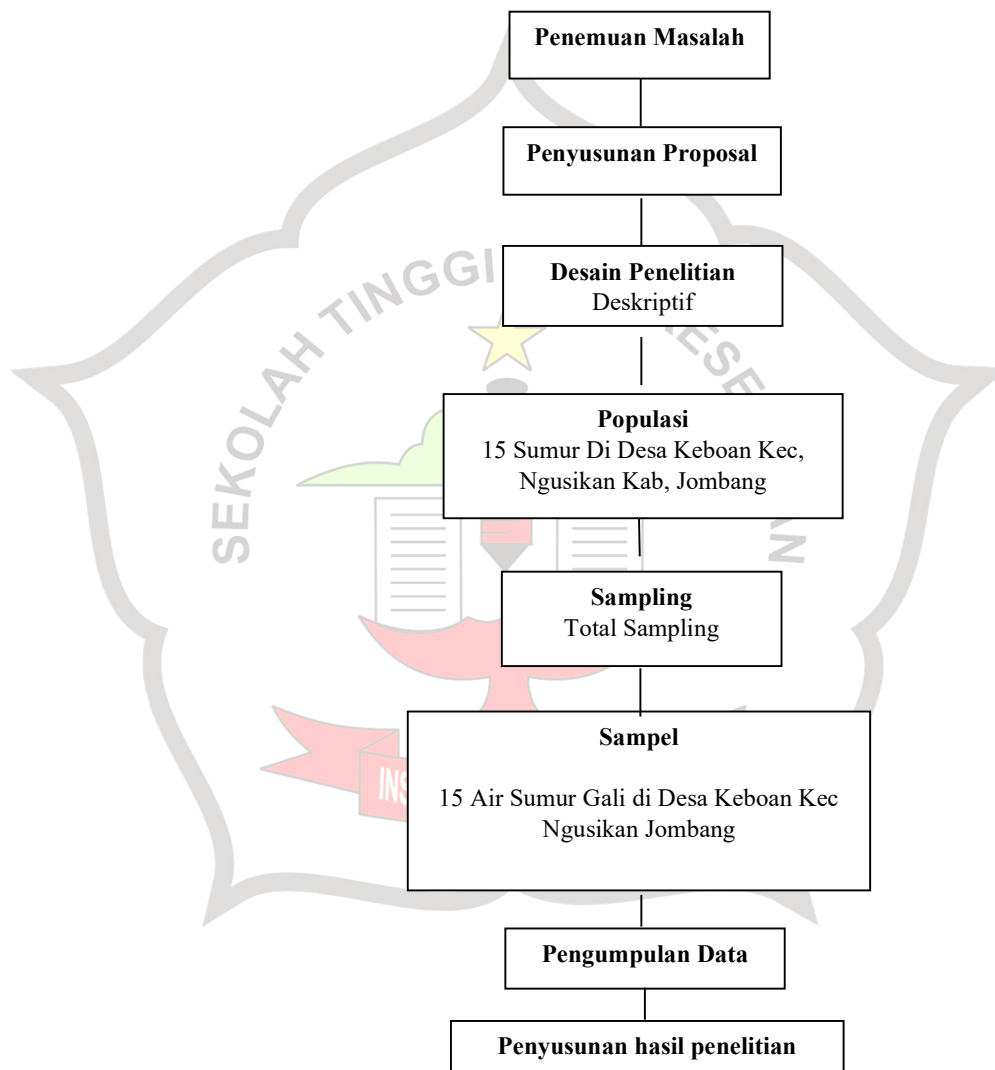 Penemuan Masalah
Penyusunan Proposal
Desain Penelitian
Deskriptif
Populasi
15 Sumur Di Desa Keboan Kec,
Ngusikan Kab, Jombang
Sampling
Total Sampling
Sampel
15 Air Sumur Gali di Desa Keboan Kec
Ngusikan Jombang
Pengumpulan Data
Penyusunan hasil penelitian
SEKOLAH TINGGI